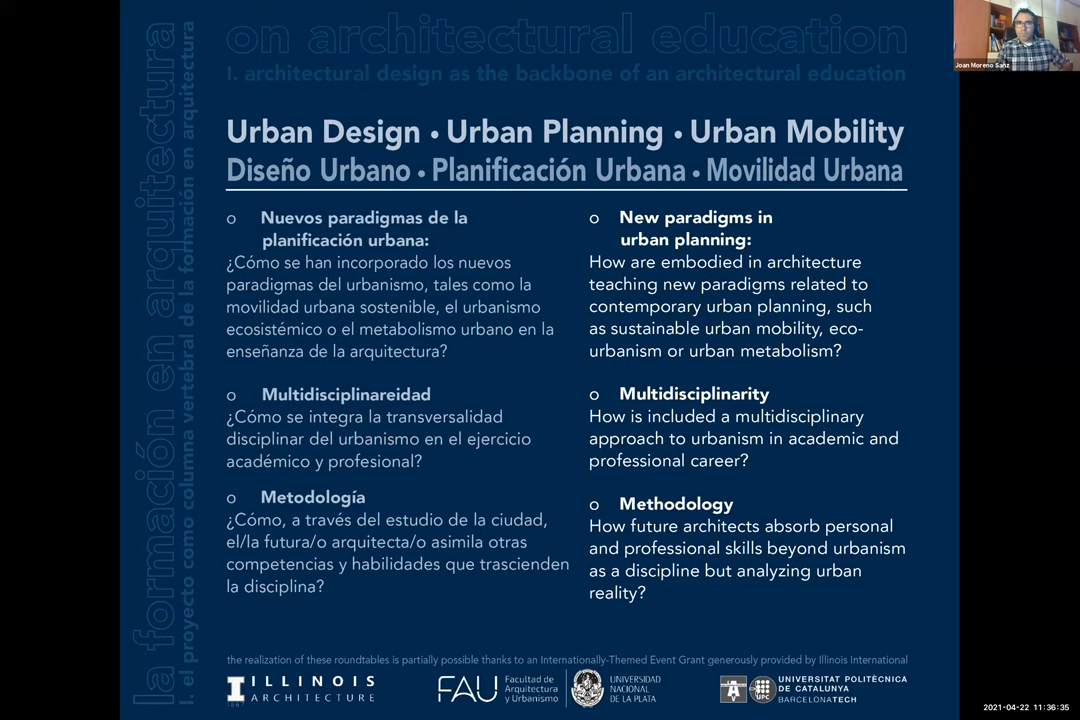 on architectural education
I. architectural design as the backbone of an architectural education
la formación en arquitectura
I. el proyecto como columna vertebral de la formación en arquitectura
Joan Moreno Sanz
Urban Design • Urban Planning • Urban Mobility
Diseño Urbano • Planificación Urbana • Movilidad Urbana
o Nuevos paradigmas de la
planificación urbana:
¿Cómo se han incorporado los nuevos
paradigmas del urbanismo, tales como la
movilidad urbana sostenible, el urbanismo
ecosistémico o el metabolismo urbano en la
enseñanza de la arquitectura?
o Multidisciplinareidad
¿Cómo se integra la transversalidad
disciplinar del urbanismo en el ejercicio
académico y profesional?
o Metodología
¿Cómo, a través del estudio de la ciudad,
el/la futura/o arquitecta/o asimila otras
competencias y habilidades que trascienden
la disciplina?
o New paradigms in
urban planning:
How are embodied in architecture
teaching new paradigms related to
contemporary urban planning, such
as sustainable urban mobility, eco-
urbanism or urban metabolism?
o Multidisciplinarity
How is included a multidisciplinary
approach to urbanism in academic and
professional career?
o Methodology
How future architects absorb personal
and professional skills beyond urbanism
as a discipline but analyzing urban
reality?
the realization of these roundtables is partially possible thanks to an Internationally-Themed Event Grant generously provided by Illinois International
I ILLINOIS
ARCHITECTURE
1867
FAU
Facultad de
Arquitectura
y Urbanismo
UNIVERSIDAD
NACIONAL
DE LA PLATA
UPC
UNIVERSITAT POLITÈCNICA
DE CATALUNYA
BARCELONATECH
2021-04-22 11:36:35